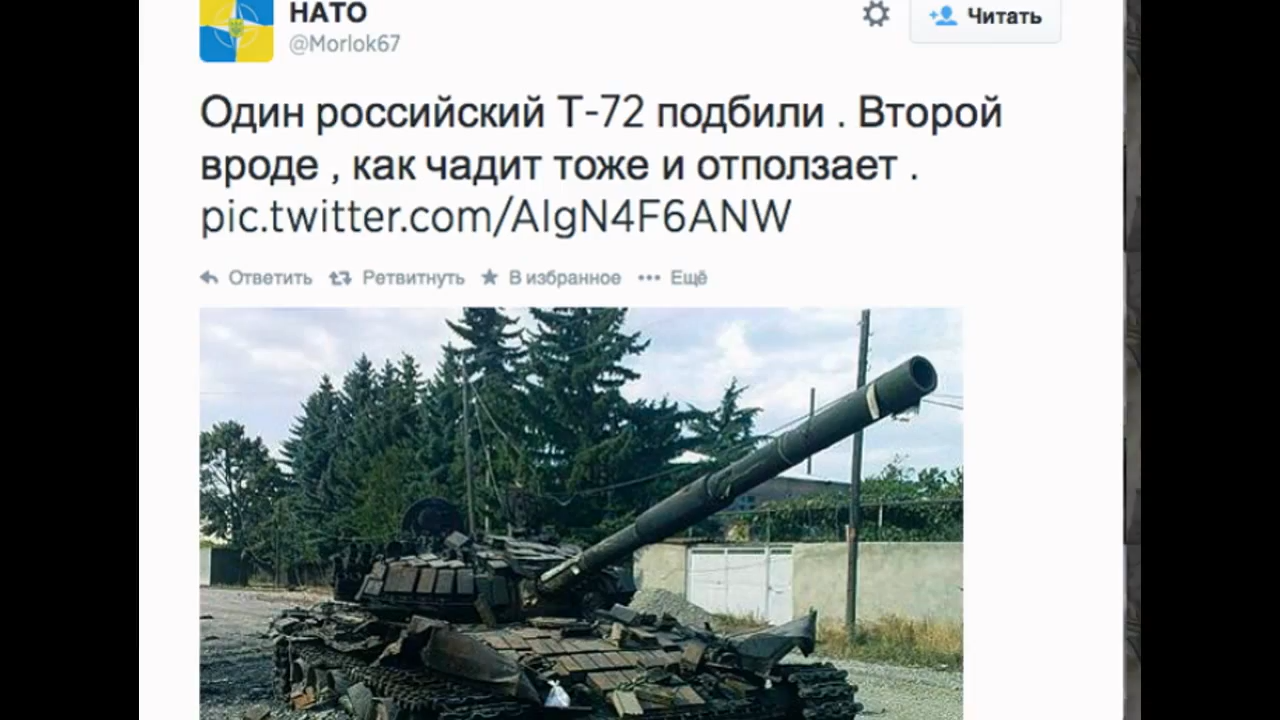 НАТО
@Morlok67
Читать
Один российский Т-72 подбили . Второй
вроде , как чадит тоже и отползает .
pic.twitter.com/AIgN4F6ANW
Ответить Ретвитнуть В избранное Ещё